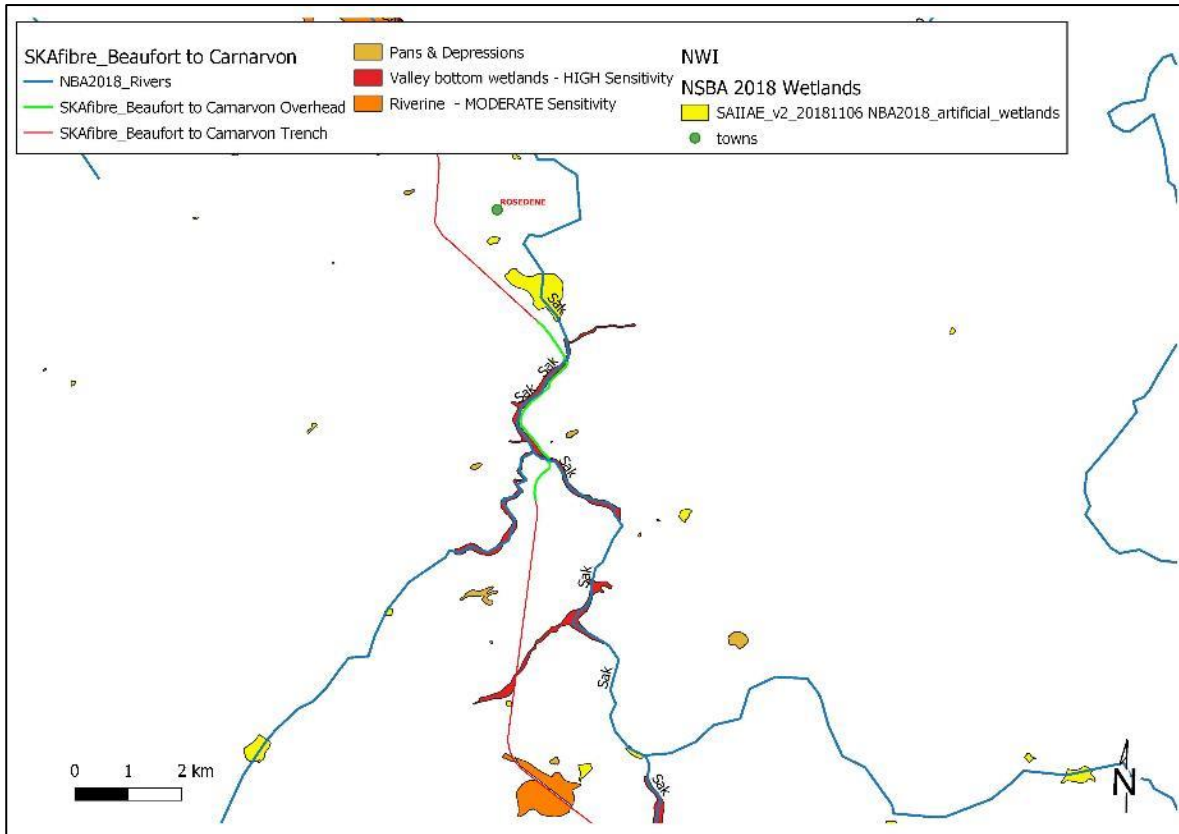 SKAfibre_Beaufort to Carnarvon
NBA2018_Rivers
SKAfibre_Beaufort to Carnarvon Overhead
SKAfibre_Beaufort to Carnarvon Trench
Pans & Depressions
Valley bottom wetlands - HIGH Sensitivity
Riverine - MODERATE Sensitivity
NWI
NSBA 2018 Wetlands
SAIIAE_v2_20181106 NBA2018_artificial_wetlands
towns
ROSEDENE
Sak
Sak
Sak
Sak
Sak
Sak
Sak
0 1 2 km
N